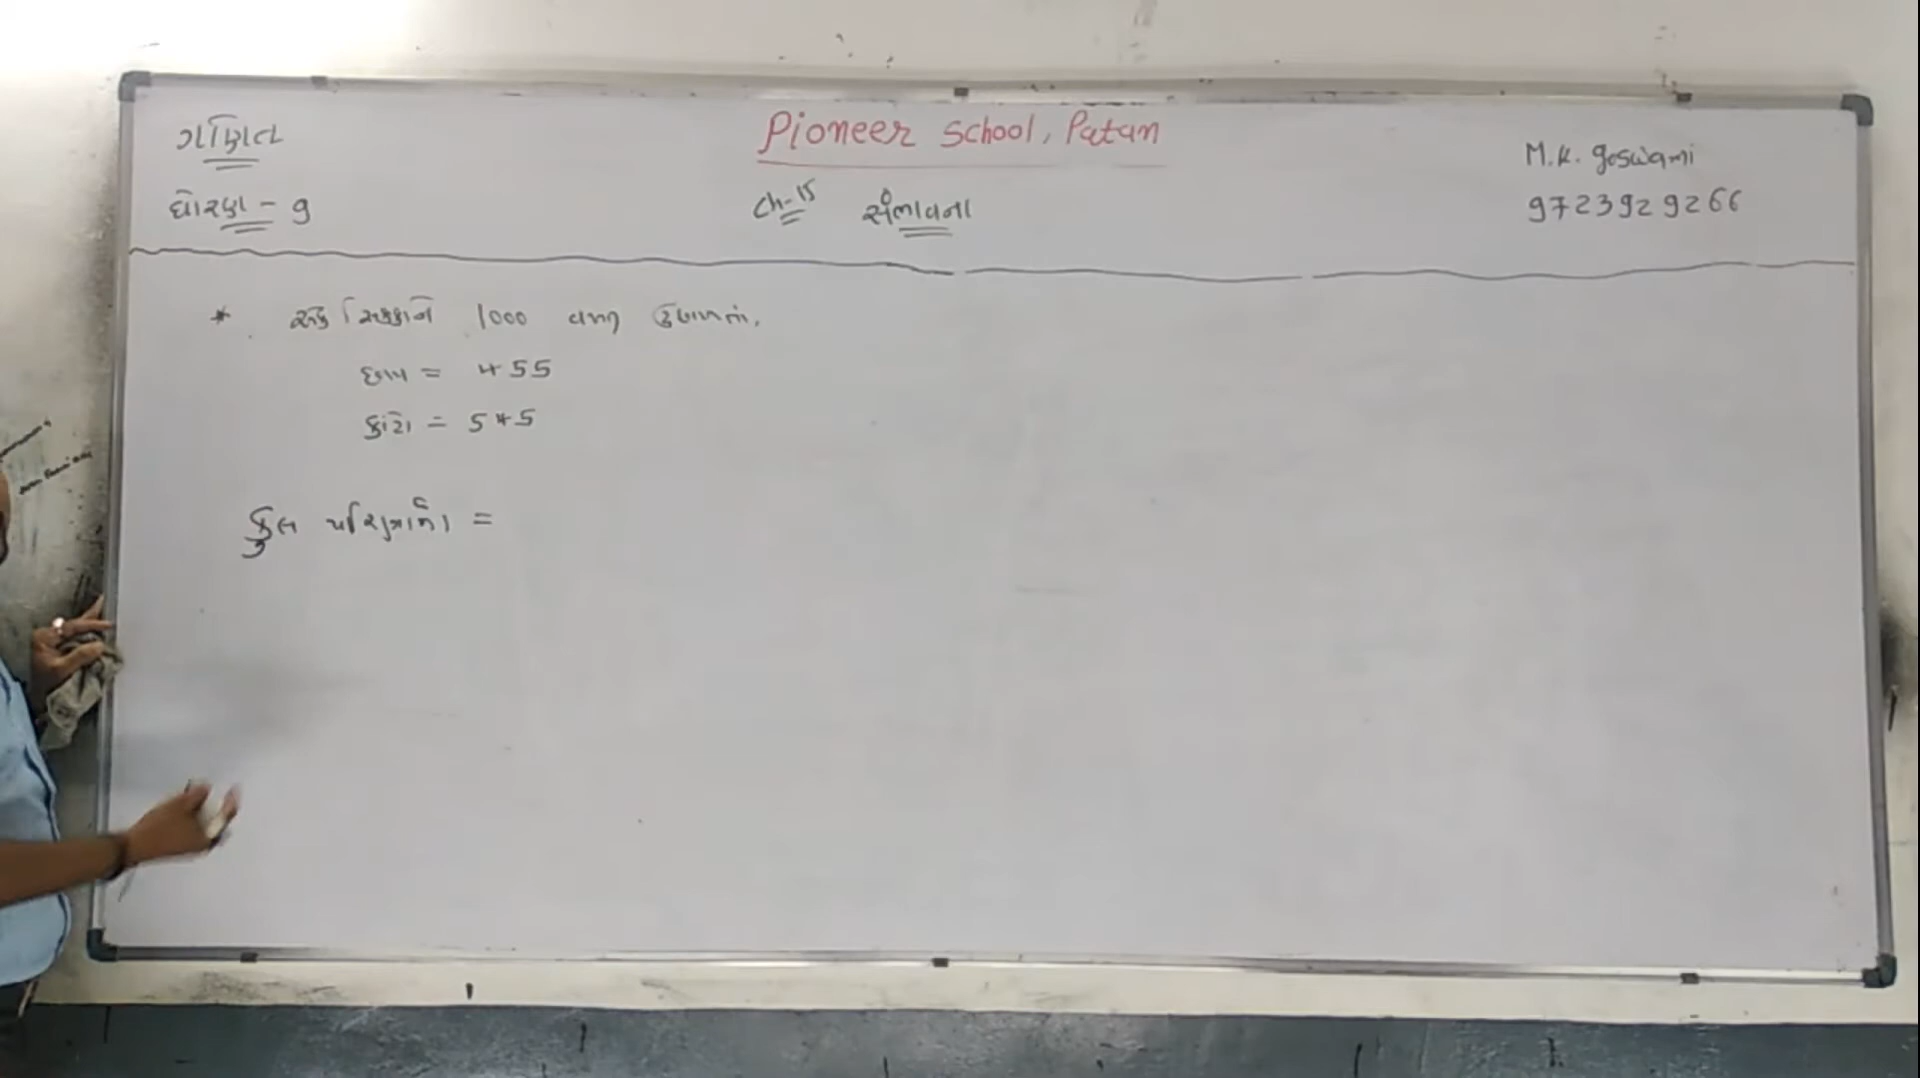 ગણિત
Pioneer School, Patan
M.K. Goswami
ધોરણ - 9
Ch-15 સંભાવના
9723929266
* એક સિક્કાને 1000 વખત ઉછાળતાં,
છાપ = 455
કાંટો = 545
કુલ પરિણામો =